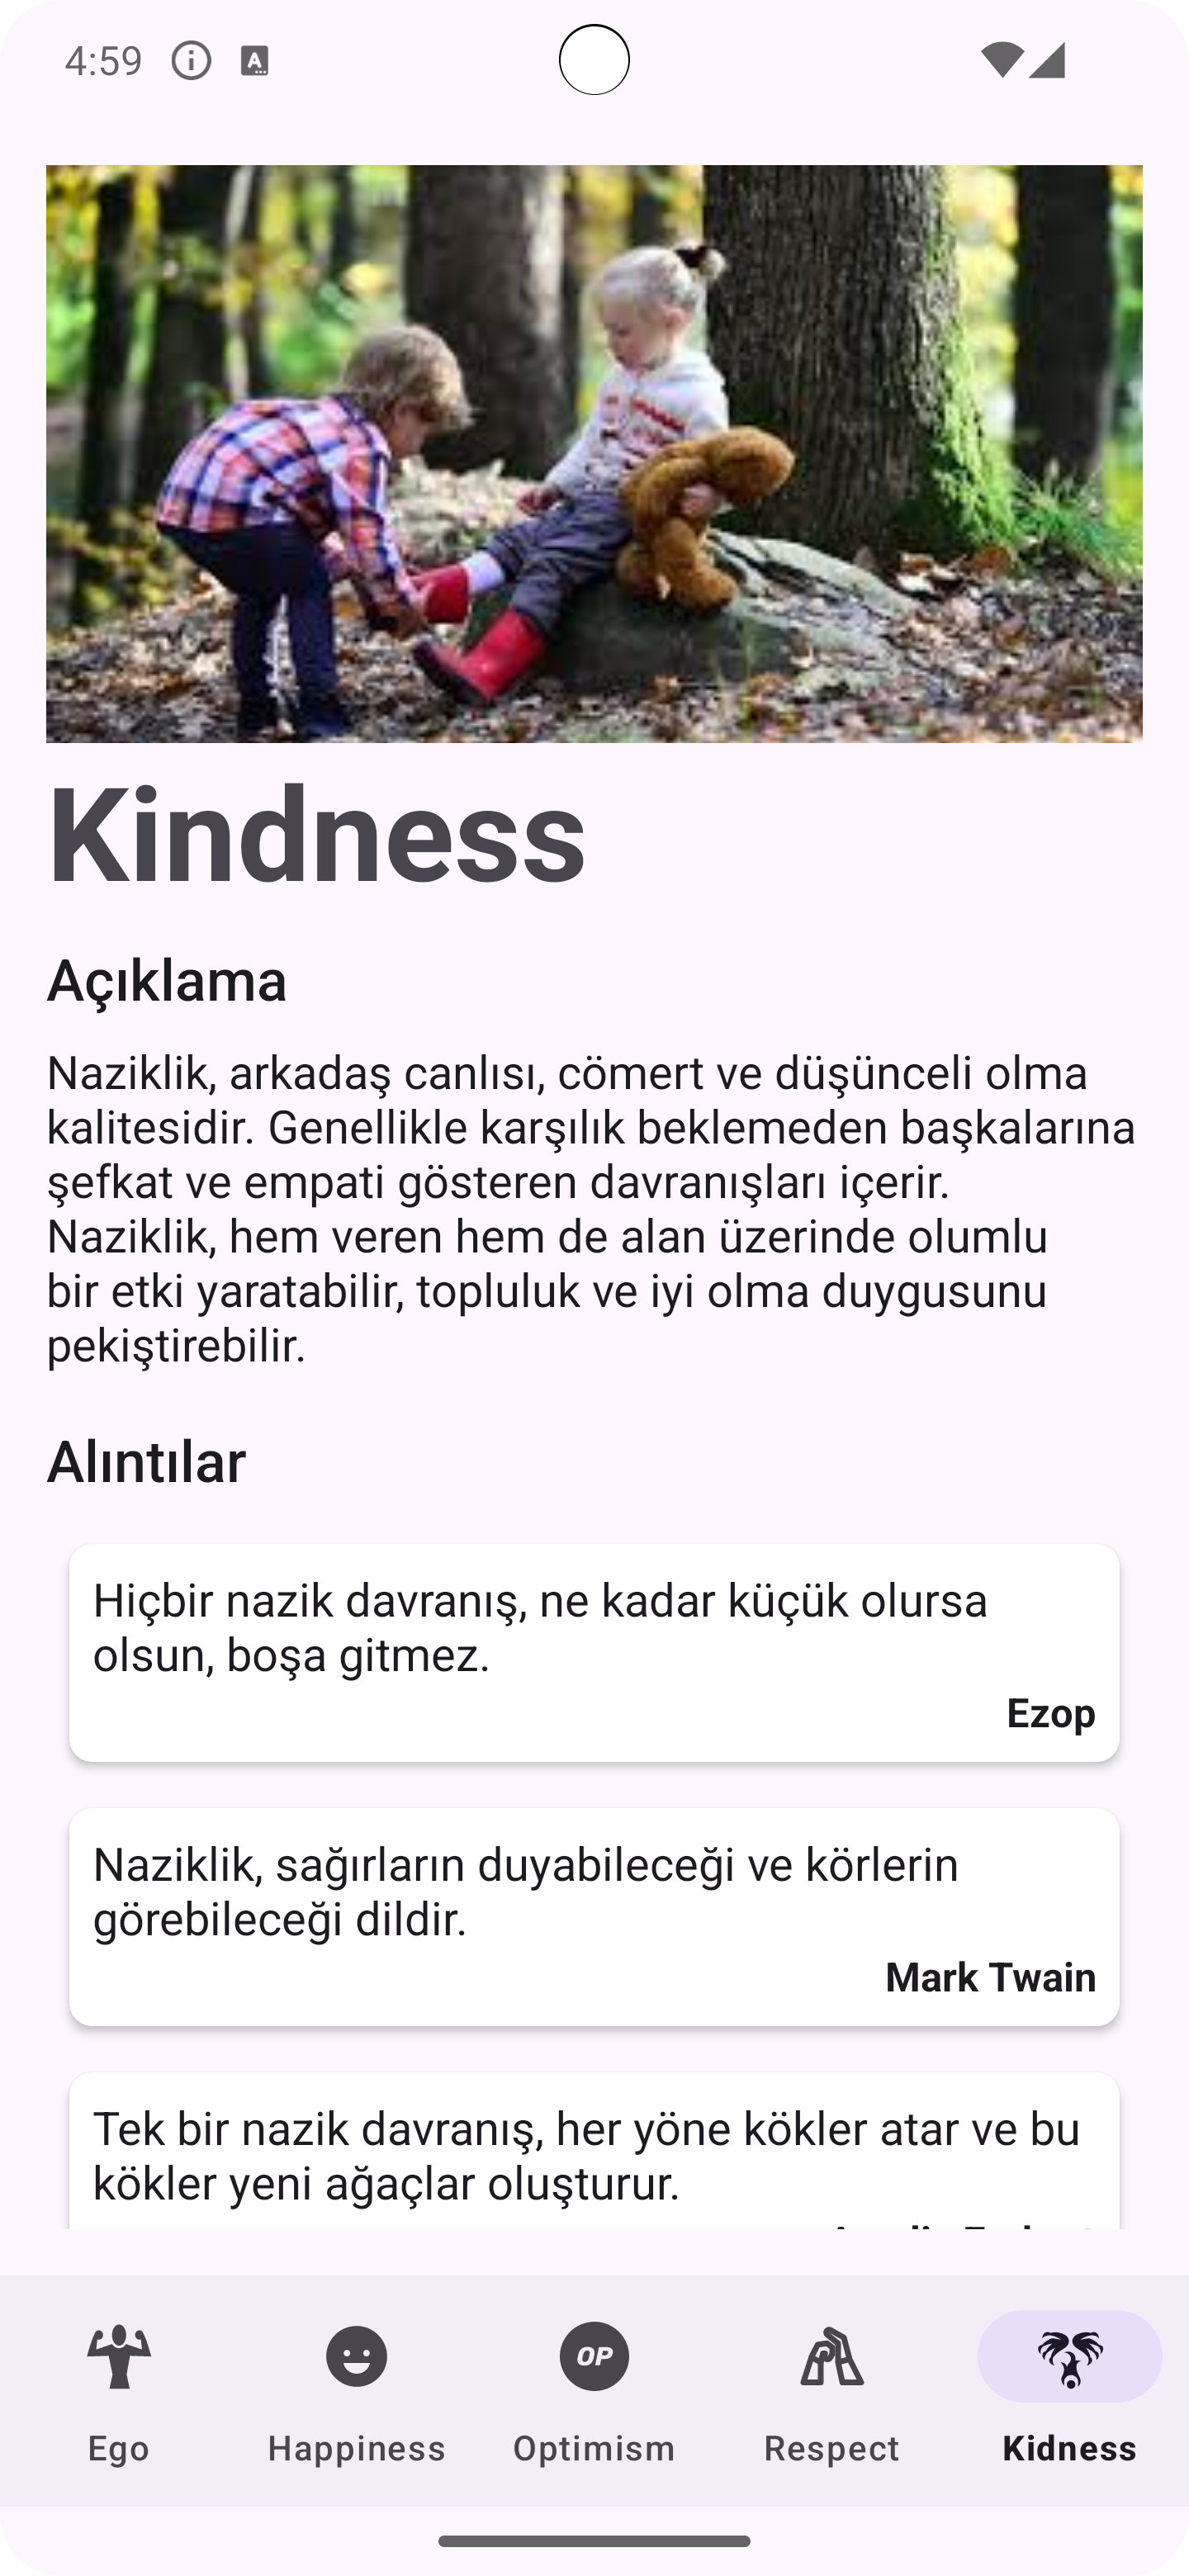 4:59
Kindness
Açıklama
Naziklik, arkadaş canlısı, cömert ve düşünceli olma
kalitesidir. Genellikle karşılık beklemeden başkalarına
şefkat ve empati gösteren davranışları içerir.
Naziklik, hem veren hem de alan üzerinde olumlu
bir etki yaratabilir, topluluk ve iyi olma duygusunu
pekiştirebilir.
Alıntılar
Hiçbir nazik davranış, ne kadar küçük olursa
olsun, boşa gitmez.
Ezop
Naziklik, sağırların duyabileceği ve körlerin
görebileceği dildir.
Mark Twain
Tek bir nazik davranış, her yöne kökler atar ve bu
kökler yeni ağaçlar oluşturur.
OP
Ego
Happiness
Optimism
Respect
Kidness